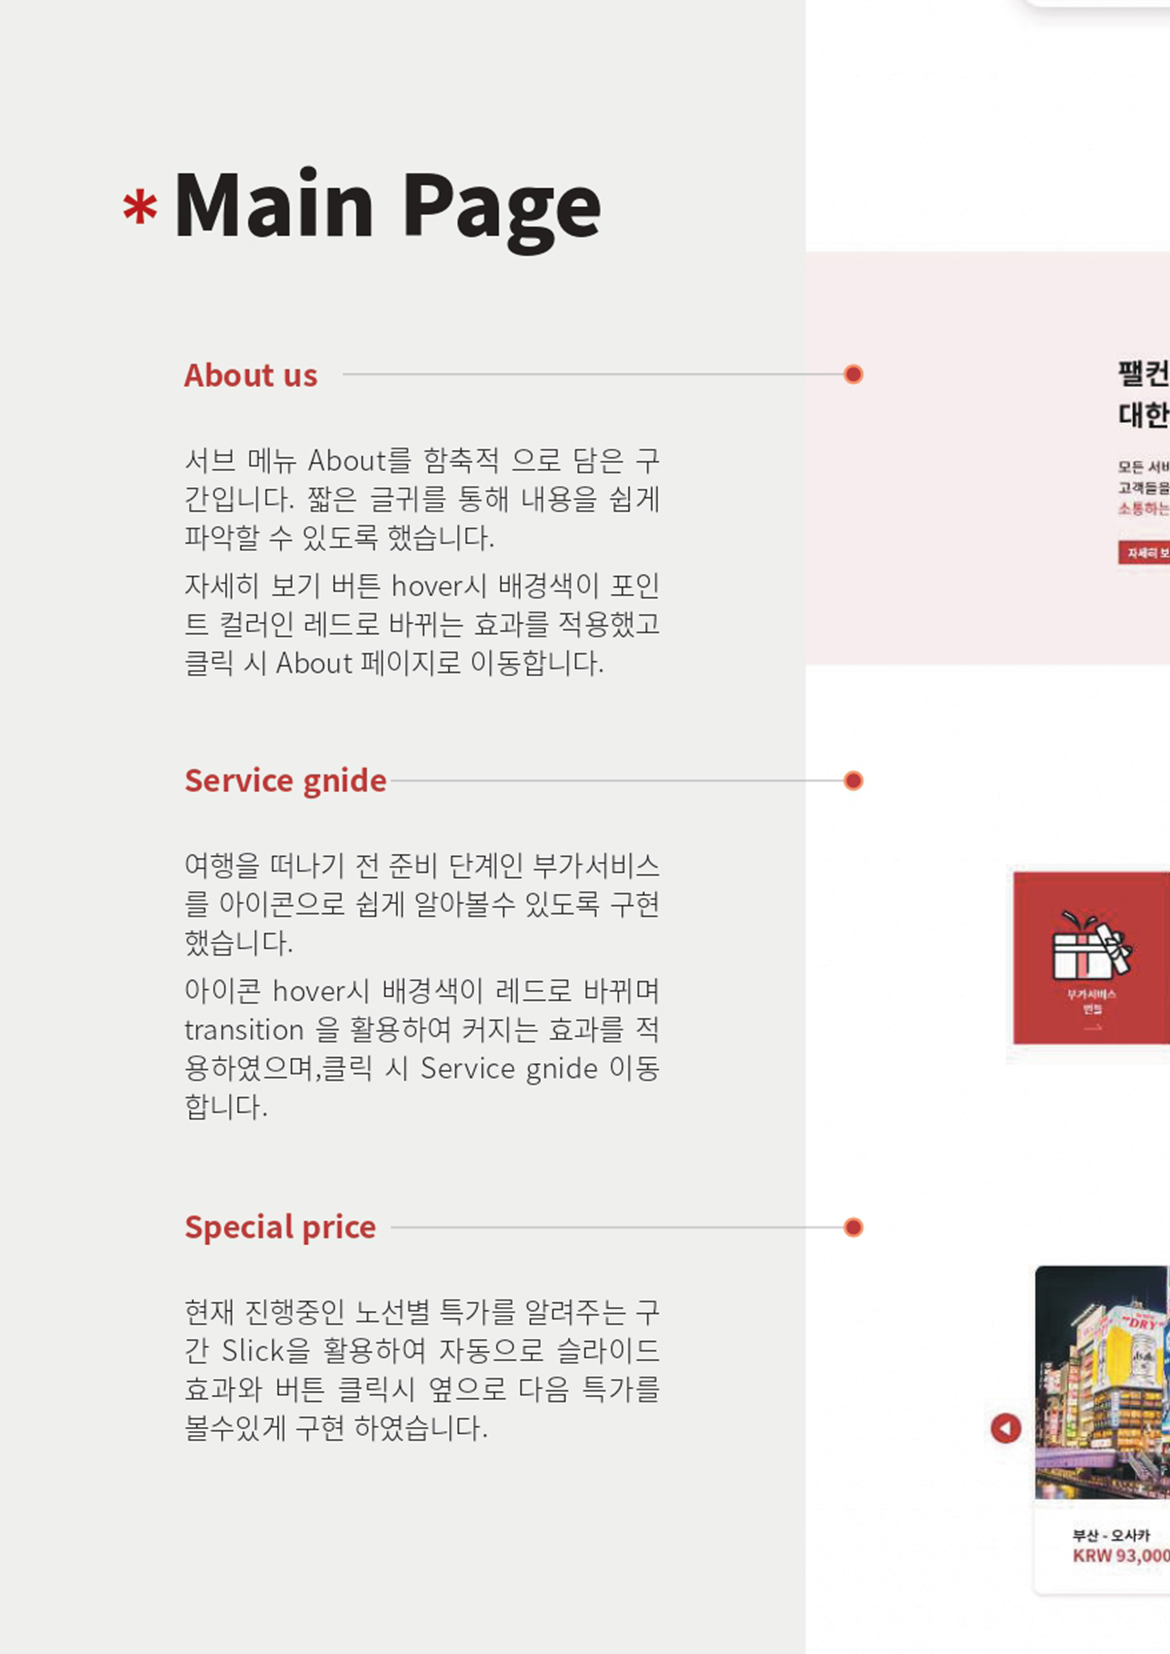 * Main Page
About us
서브 메뉴 About를 함축적 으로 담은 구
간입니다. 짧은 글귀를 통해 내용을 쉽게
파악할 수 있도록 했습니다.
자세히 보기 버튼 hover시 배경색이 포인
트 컬러인 레드로 바뀌는 효과를 적용했고
클릭 시 About 페이지로 이동합니다.
Service gnide
여행을 떠나기 전 준비 단계인 부가서비스
를 아이콘으로 쉽게 알아볼수 있도록 구현
했습니다.
아이콘 hover시 배경색이 레드로 바뀌며
transition 을 활용하여 커지는 효과를 적
용하였으며,클릭 시 Service gnide 이동
합니다.
Special price
현재 진행중인 노선별 특가를 알려주는 구
간 Slick을 활용하여 자동으로 슬라이드
효과와 버튼 클릭시 옆으로 다음 특가를
볼수있게 구현 하였습니다.
팰컨
대한
모든 서비
고객들을
소통하는
자세히 보
부가서비스
번들
"DRY"
Asahi
부산 - 오사카
KRW 93,000